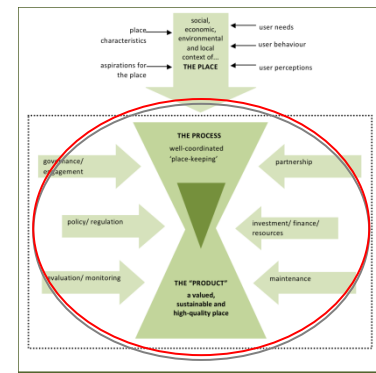 social,
economic,
environmental
and local
context of...
THE PLACE
place
characteristics
aspirations for
the place
user needs
user behaviour
user perceptions
THE PROCESS
well-coordinated
'place-keeping'
governance/
engagement
partnership
policy/ regulation
investment/ finance/
resources
evaluation/ monitoring
maintenance
THE "PRODUCT"
a valued,
sustainable and
high-quality place